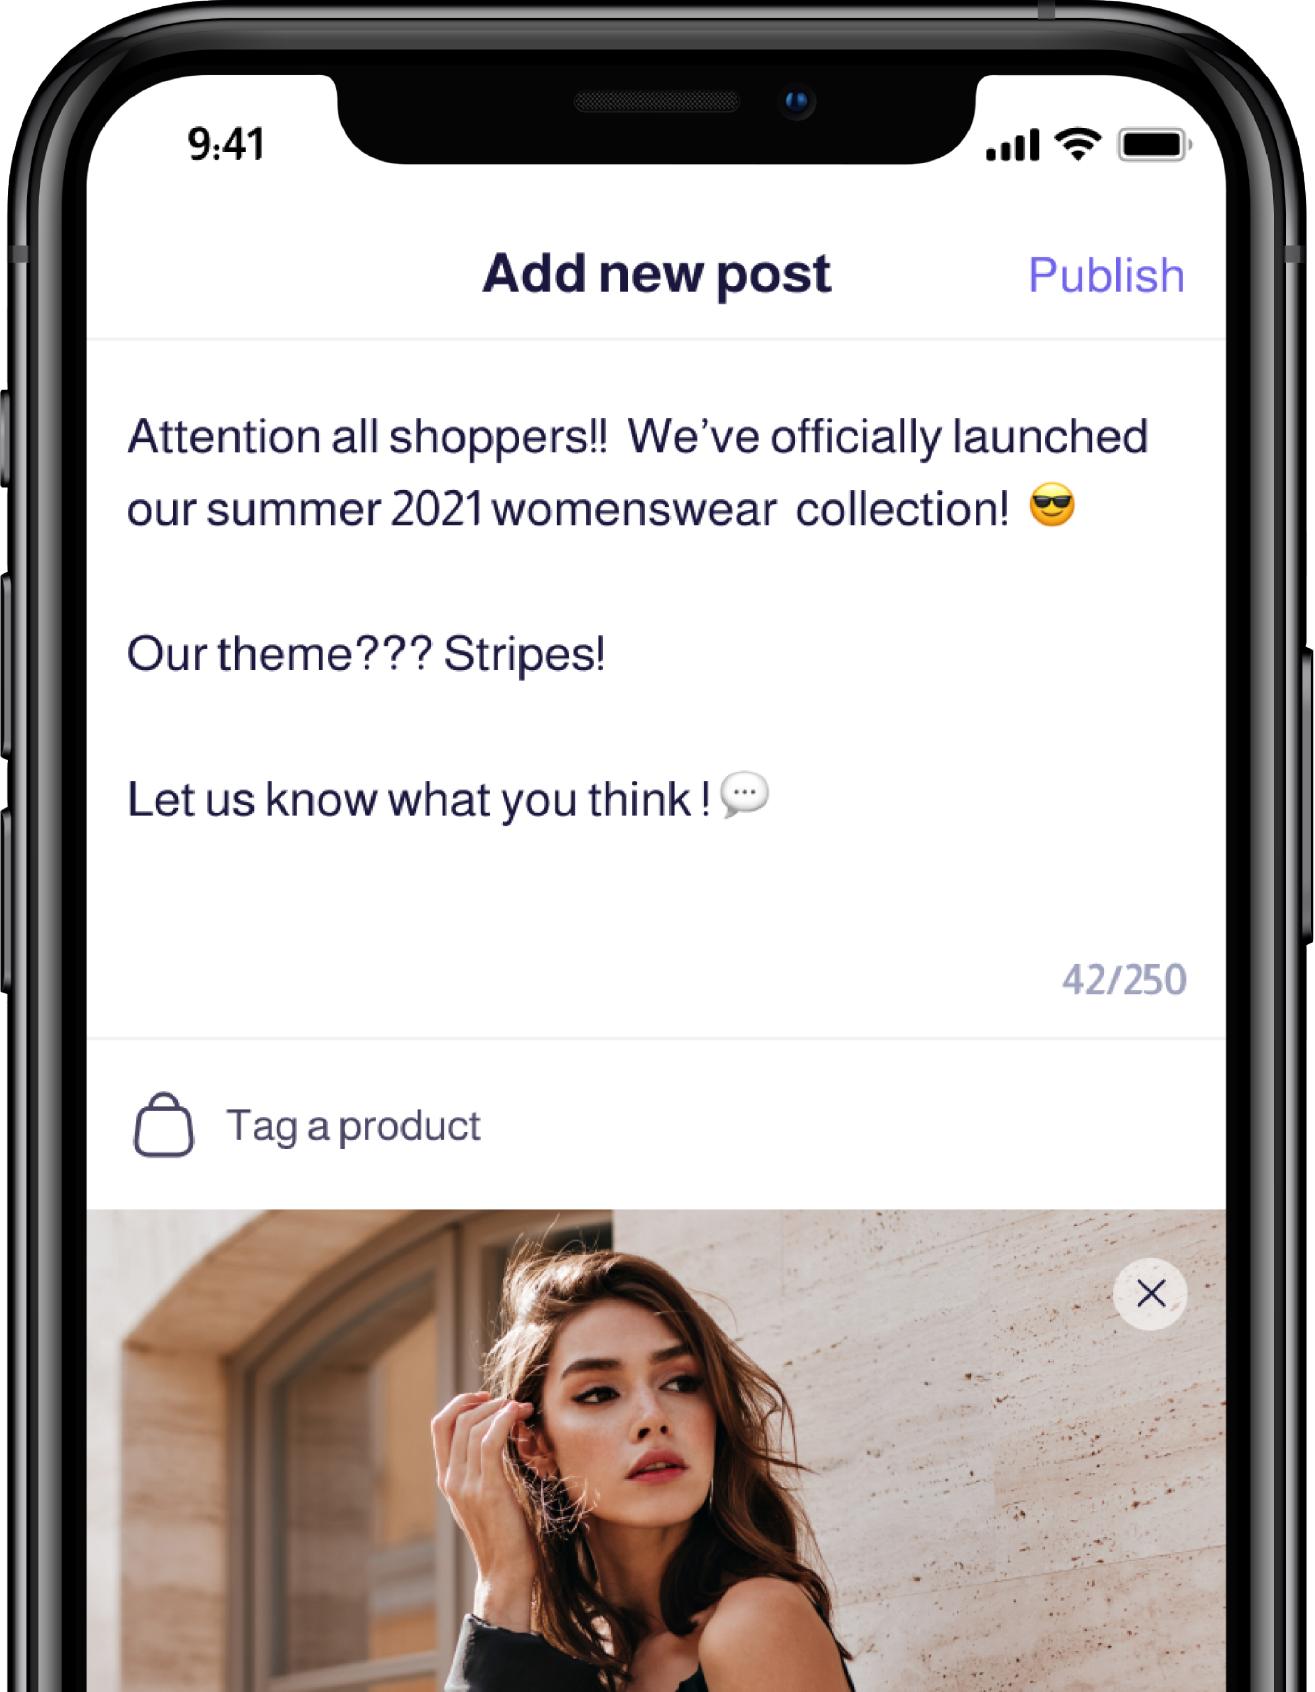 9:41
Add new post
Publish
Attention all shoppers!! We’ve officially launched
our summer 2021 womenswear collection! 😎
Our theme??? Stripes!
Let us know what you think ! 💬
42/250
Tag a product